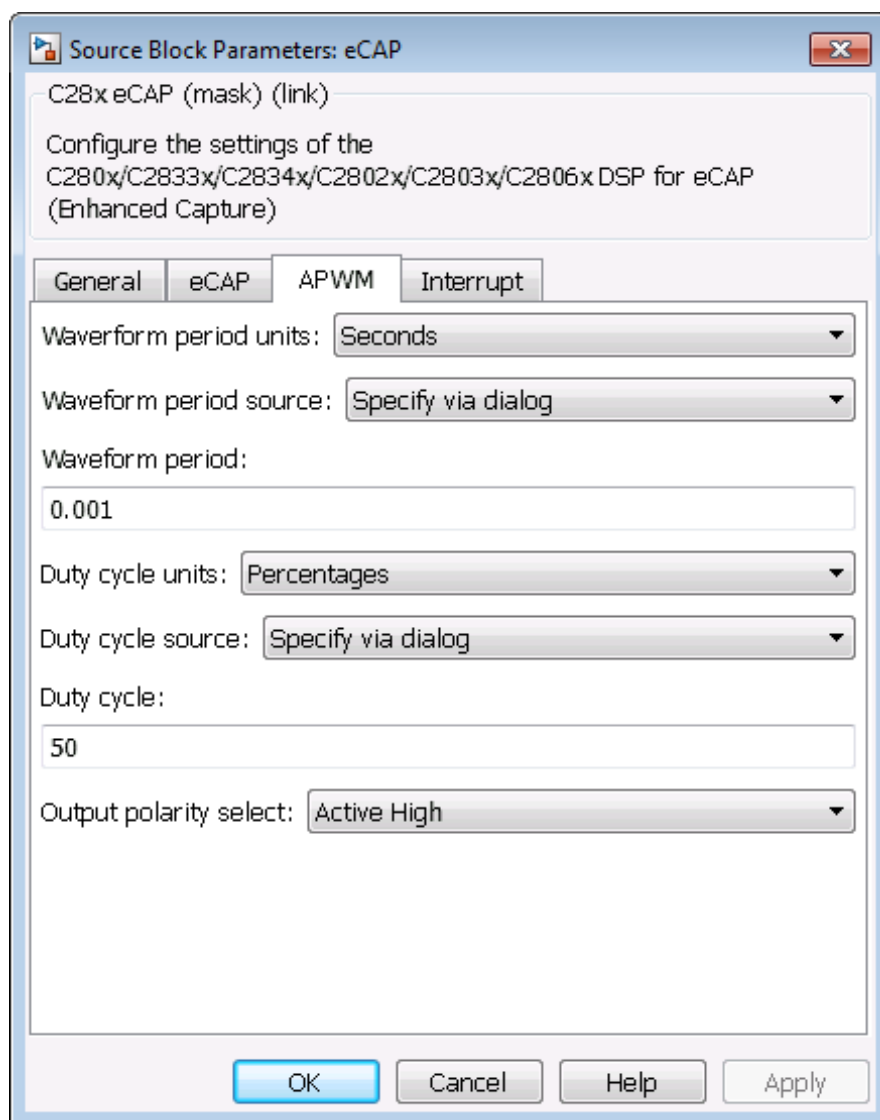 Source Block Parameters: eCAP
C28x eCAP (mask) (link)
Configure the settings of the
C280x/C2833x/C2834x/C2802x/C2803x/C2806x DSP for eCAP
(Enhanced Capture)
General eCAP APWM Interrupt
Waverform period units: Seconds
Waveform period source: Specify via dialog
Waveform period:
0.001
Duty cycle units: Percentages
Duty cycle source: Specify via dialog
Duty cycle:
50
Output polarity select: Active High
OK Cancel Help Apply